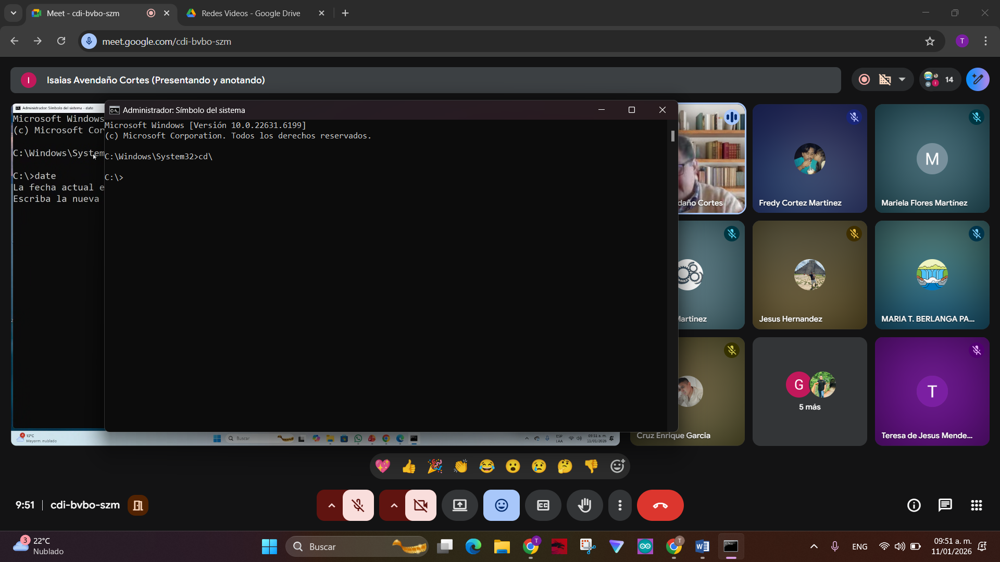 Meet - cdi-bvbo-szm
Redes Videos - Google Drive
meet.google.com/cdi-bvbo-szm
T
I
Isaias Avendaño Cortes (Presentando y anotando)
14
Administrador: Símbolo del sistema - date
Microsoft Windows
(c) Microsoft Cor
C:\Windows\System
C:\>date
La fecha actual e
Escriba la nueva
Administrador: Símbolo del sistema
Microsoft Windows [Versión 10.0.22631.6199]
(c) Microsoft Corporation. Todos los derechos reservados.
C:\Windows\System32>cd\
C:\>
daño Cortes
Fredy Cortez Martinez
M
Mariela Flores Martínez
Martinez
Jesus Hernandez
MARIA T. BERLANGA PA...
Cruz Enrique Garcia
G
5 más
T
Teresa de Jesus Mende...
4
15°C
Mayorm. nublado
Buscar
ESP
LAA
09:51 a. m.
11/01/2026
9:51
cdi-bvbo-szm
CC
3
22°C
Nublado
Buscar
T
T
ENG
09:51 a. m.
11/01/2026